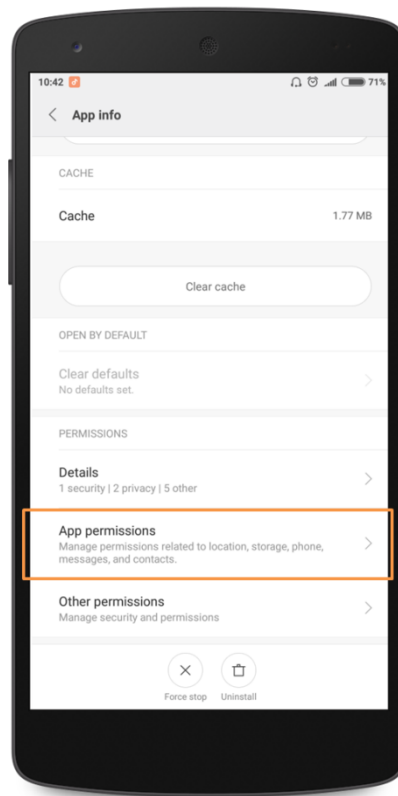 10:42
71%
App info
CACHE
Cache
1.77 MB
Clear cache
OPEN BY DEFAULT
Clear defaults
No defaults set.
PERMISSIONS
Details
1 security | 2 privacy | 5 other
App permissions
Manage permissions related to location, storage, phone,
messages, and contacts.
Other permissions
Manage security and permissions
Force stop
Uninstall